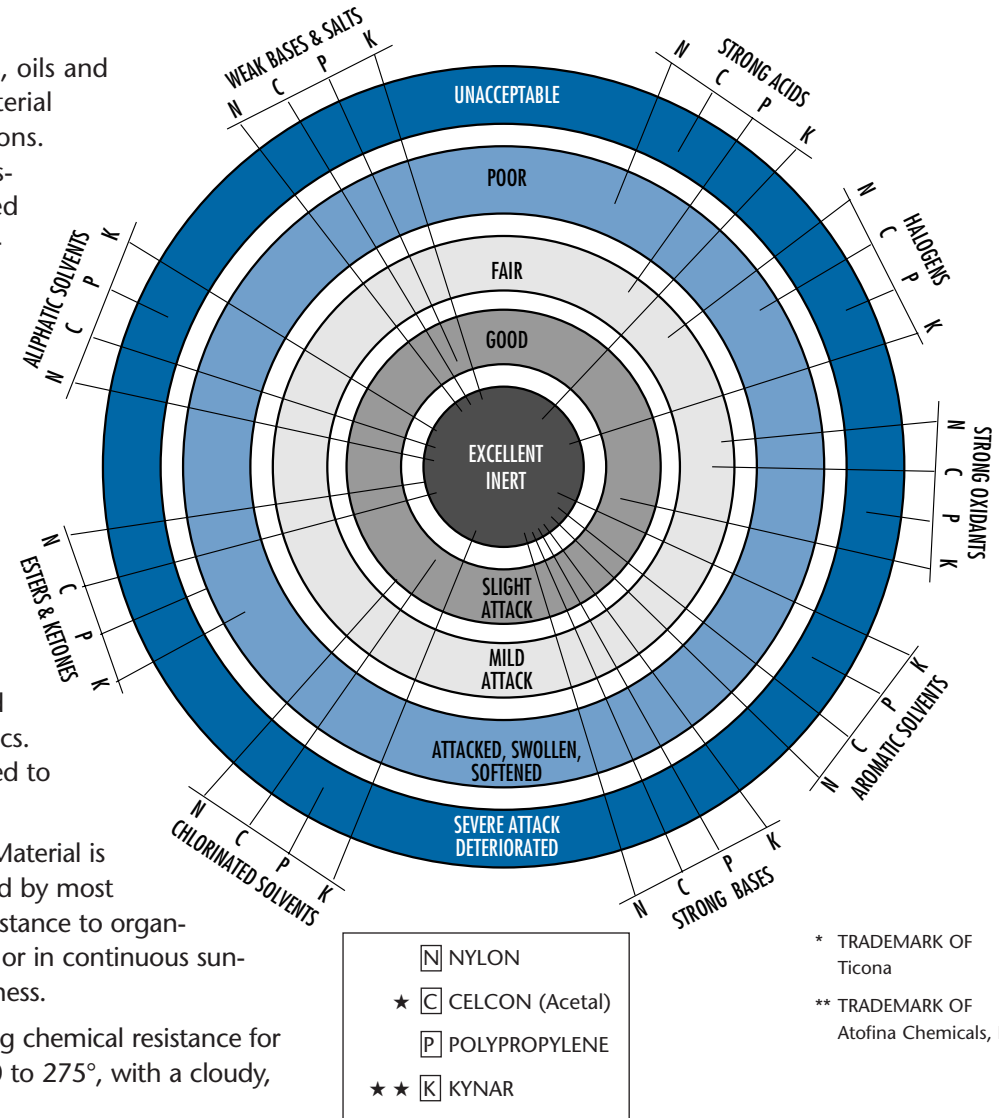 , oils and
terial
ons.
s-
ed
cs.
ed to
Material is
d by most
istance to organ-
or in continuous sun-
ness.
g chemical resistance for
0 to 275°, with a cloudy,
WEAK BASES & SALTS
N C P K
STRONG ACIDS
N C P K
HALOGENS
N C P K
STRONG OXIDANTS
N C P K
AROMATIC SOLVENTS
K P C N
STRONG BASES
N C P K
CHLORINATED SOLVENTS
N C P K
ESTERS & KETONES
N C P K
ALIPHATIC SOLVENTS
K P C N
UNACCEPTABLE
POOR
FAIR
GOOD
EXCELLENT
INERT
SLIGHT
ATTACK
MILD
ATTACK
ATTACKED, SWOLLEN,
SOFTENED
SEVERE ATTACK
DETERIORATED
N NYLON
★ C CELCON (Acetal)
P POLYPROPYLENE
★ ★ K KYNAR
* TRADEMARK OF
Ticona
** TRADEMARK OF
Atofina Chemicals,